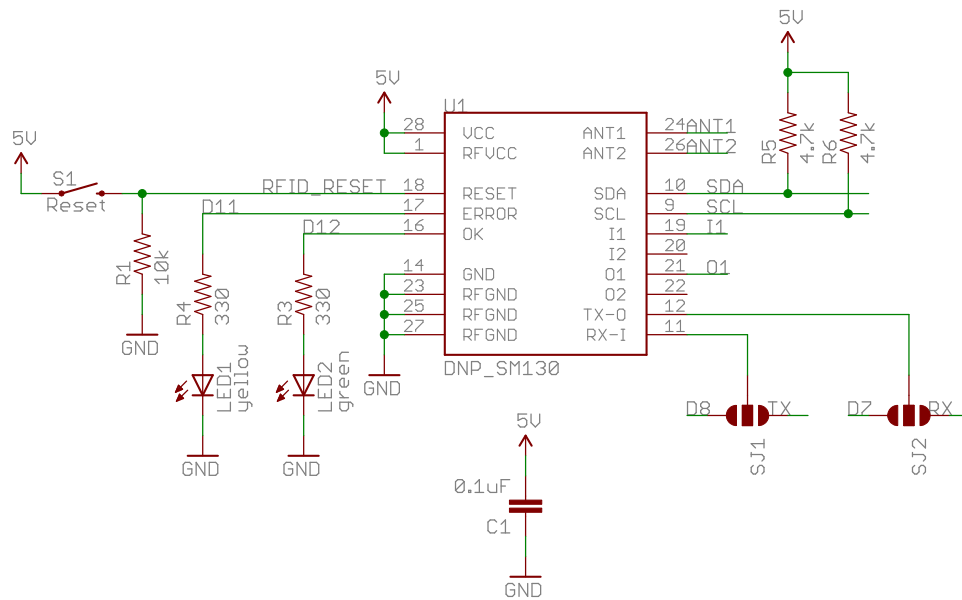 5V
5V
U1
28 VCC ANT1 24 ANT1
1 RFVCC ANT2 26 ANT2
R5 4.7k
R6 4.7k
5V
S1
Reset
RFID_RESET 18 RESET SDA 10 SDA
D11 17 ERROR SCL 9 SCL
D12 16 OK I1 19 I1
I2 20
14 GND O1 21 O1
23 RFGND O2 22
25 RFGND TX-O 12
27 RFGND RX-I 11
R1 10k
R4 330
R3 330
GND
GND
DNP_SM130
LED1 yellow
LED2 green
D8 TX
D7 RX
SJ1
SJ2
GND
GND
5V
0.1uF
C1
GND